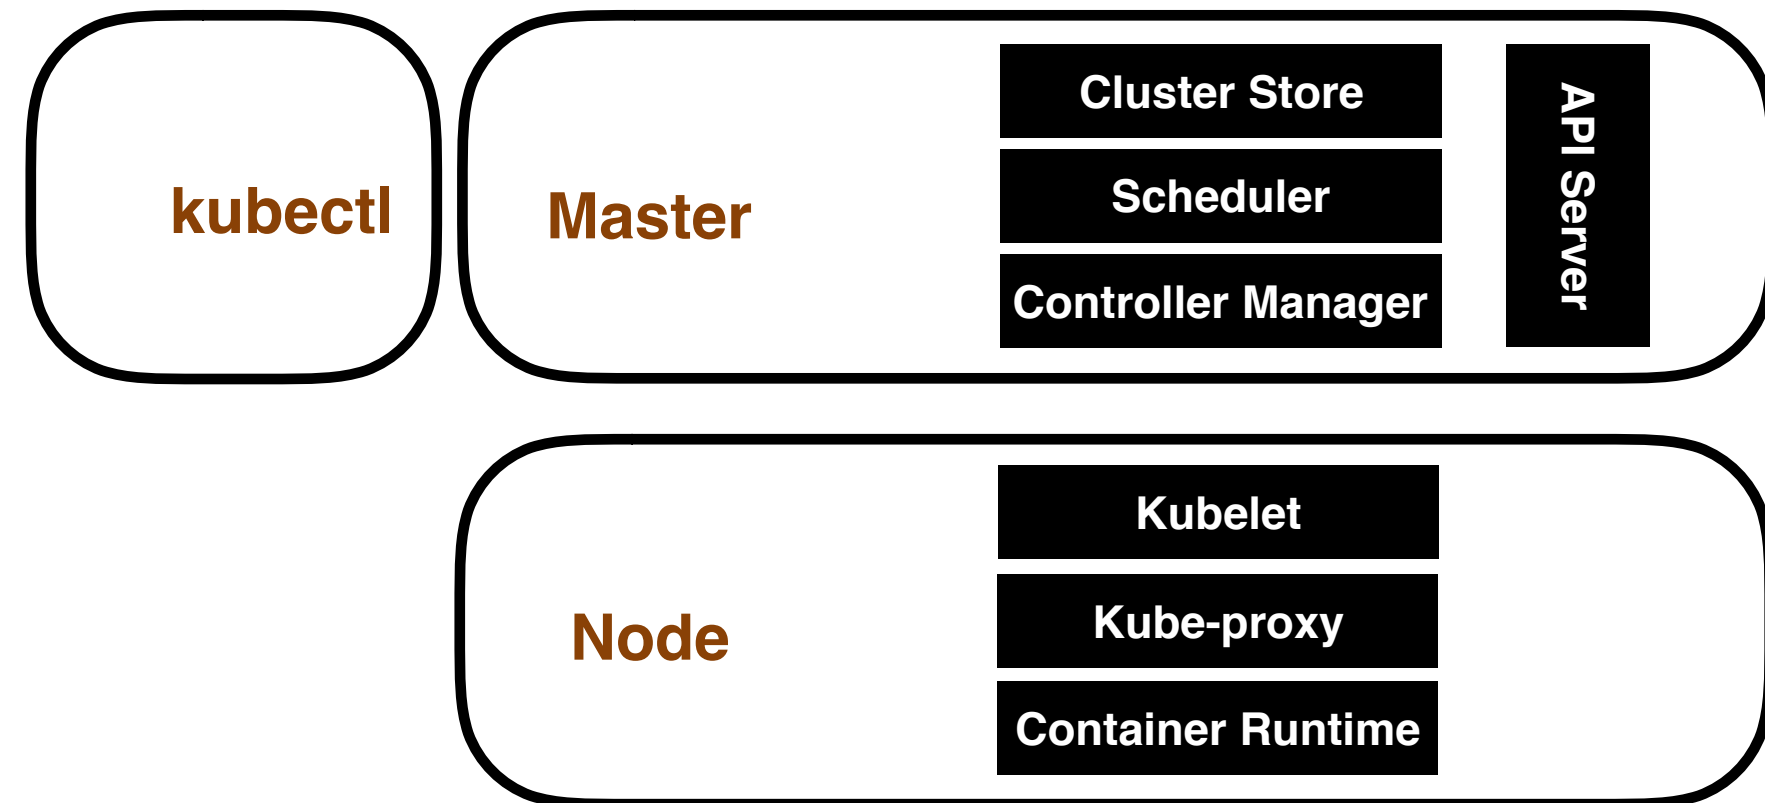 kubectl
Master
Cluster Store
Scheduler
Controller Manager
API Server
Node
Kubelet
Kube-proxy
Container Runtime